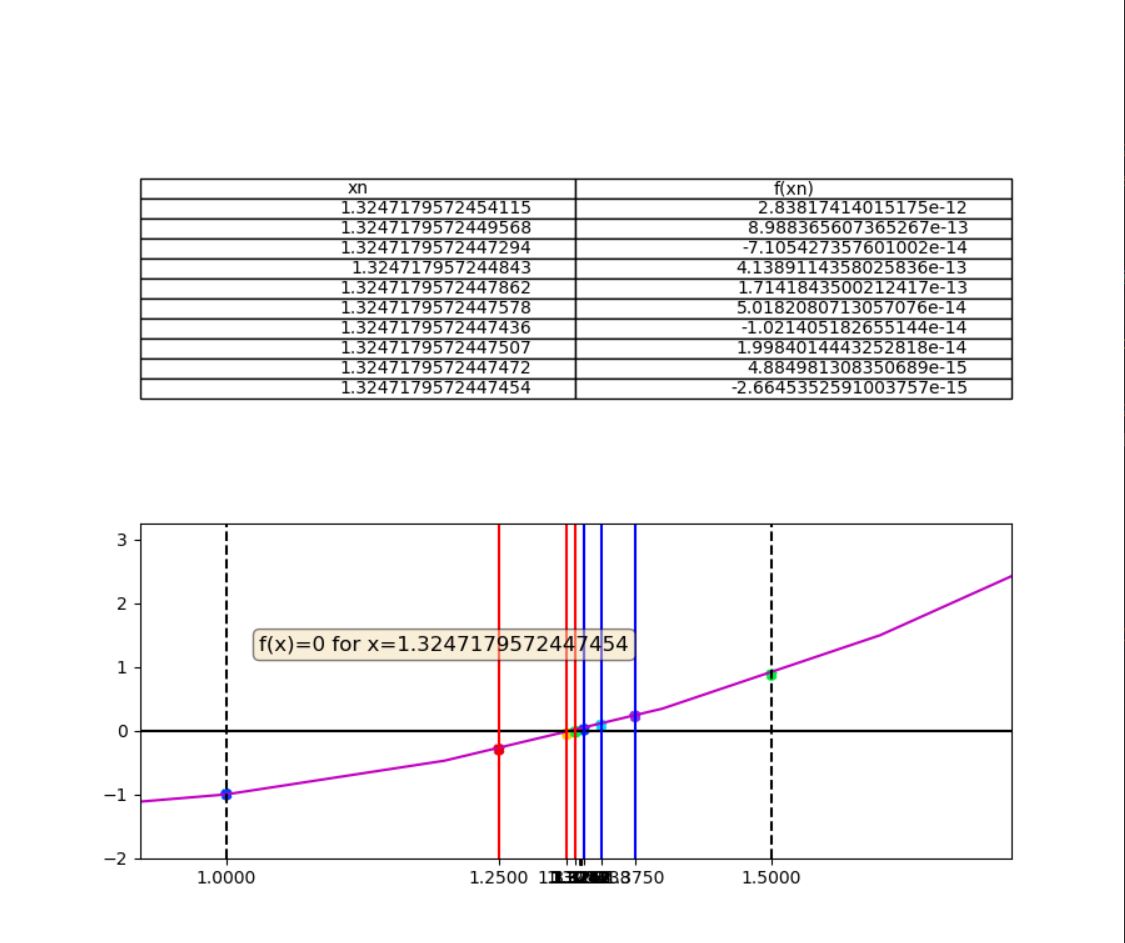 xn f(xn)
1.3247179572454115 2.83817414015175e-12
1.3247179572449568 8.988365607365267e-13
1.3247179572447294 -7.105427357601002e-14
1.324717957244843 4.1389114358025836e-13
1.3247179572447862 1.7141843500212417e-13
1.3247179572447578 5.0182080713057076e-14
1.3247179572447436 -1.021405182655144e-14
1.3247179572447507 1.9984014443252818e-14
1.3247179572447472 4.884981308350689e-15
1.3247179572447454 -2.6645352591003757e-15
3
2
f(x)=0 for x=1.3247179572447454
1
0
−1
−2
1.0000 1.2500 1.5000